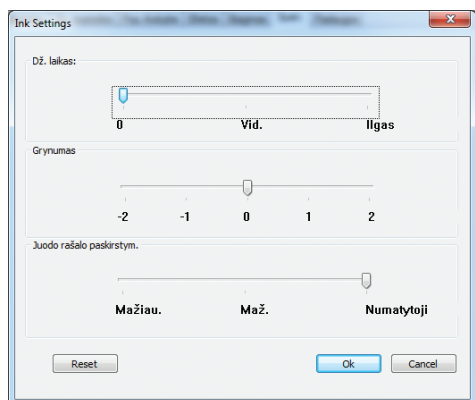 Ink Settings
Dž. laikas:
0 Vid. Ilgas
Grynumas
-2 -1 0 1 2
Juodo rašalo paskirstym.
Mažiau. Maž. Numatytoji
Reset Ok Cancel